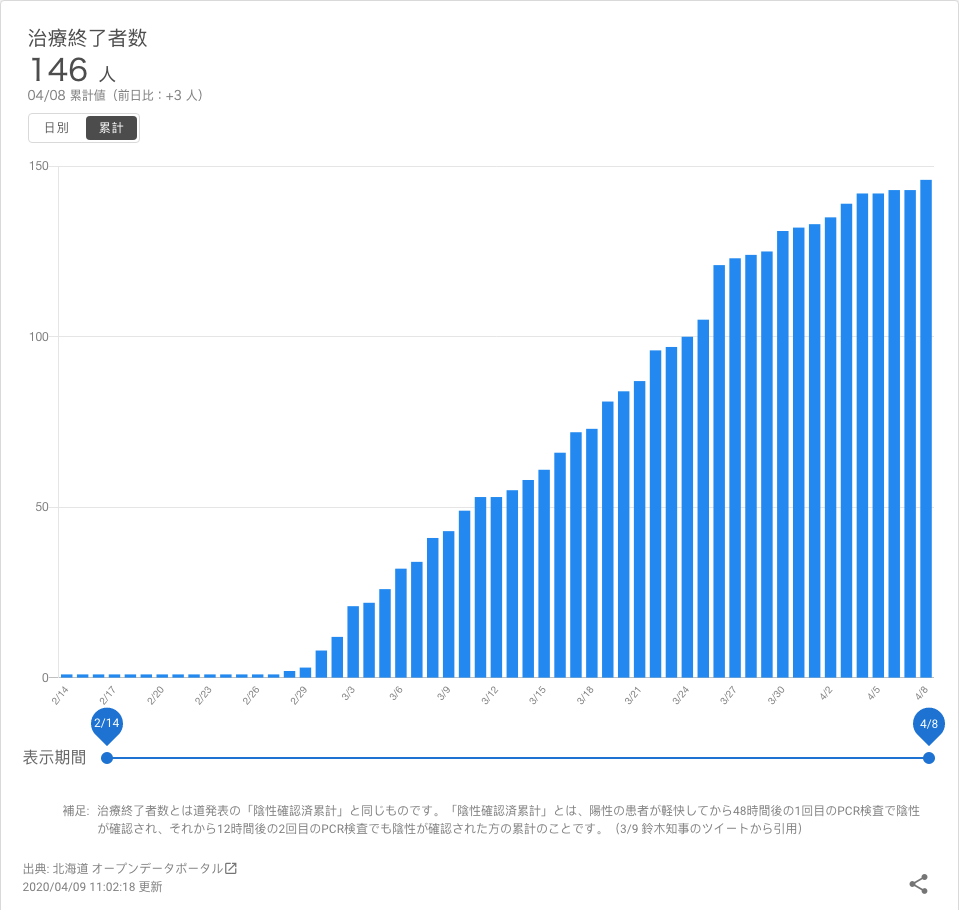 治療終了者数
146 人
04/08 累計値（前日比：+3 人）
日別 累計
150
100
50
0
2/14 2/17 2/20 2/23 2/26 2/29 3/3 3/6 3/9 3/12 3/15 3/18 3/21 3/24 3/27 3/30 4/2 4/5 4/8
2/14 4/8
表示期間
補足: 治療終了者数とは道発表の「陰性確認済累計」と同じものです。「陰性確認済累計」とは、陽性の患者が軽快してから48時間後の1回目のPCR検査で陰性
が確認され、それから12時間後の2回目のPCR検査でも陰性が確認された方の累計のことです。（3/9 鈴木知事のツイートから引用）
出典: 北海道 オープンデータポータル
2020/04/09 11:02:18 更新